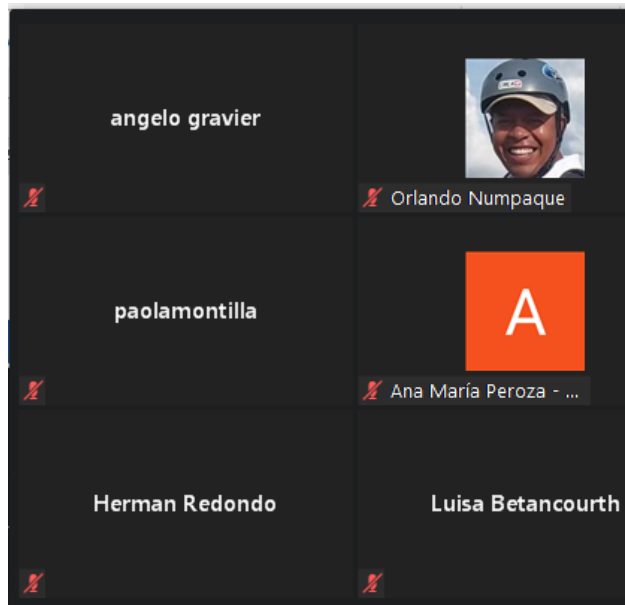 angelo gravier
Orlando Numpaque
paolamontilla
A
Ana María Peroza - ...
Herman Redondo
Luisa Betancourth